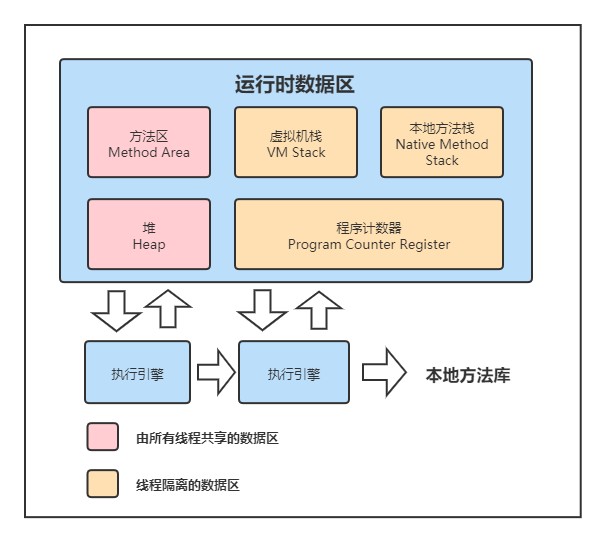 运行时数据区
方法区
Method Area
虚拟机栈
VM Stack
本地方法栈
Native Method
Stack
堆
Heap
程序计数器
Program Counter Register
执行引擎
执行引擎
本地方法库
由所有线程共享的数据区
线程隔离的数据区